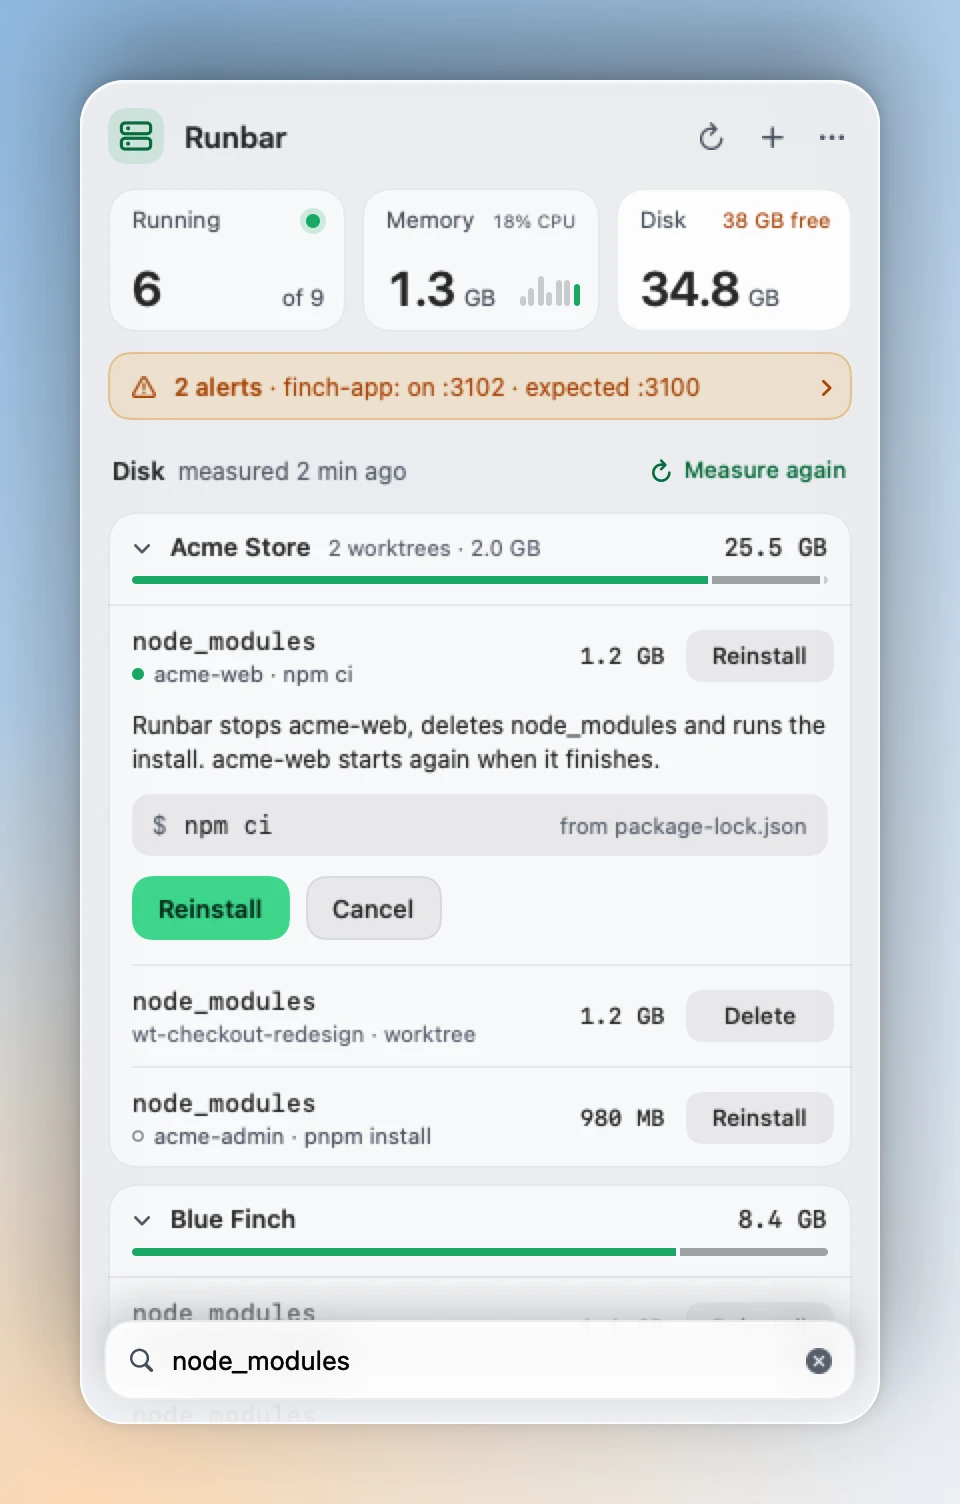 Runbar
Running
6 of 9
Memory 18% CPU
1.3 GB
Disk 38 GB free
34.8 GB
2 alerts · finch-app: on :3102 · expected :3100
Disk measured 2 min ago Measure again
Acme Store 2 worktrees · 2.0 GB 25.5 GB
node_modules
acme-web · npm ci
1.2 GB Reinstall
Runbar stops acme-web, deletes node_modules and runs the
install. acme-web starts again when it finishes.
$ npm ci from package-lock.json
Reinstall Cancel
node_modules
wt-checkout-redesign · worktree
1.2 GB Delete
node_modules
acme-admin · pnpm install
980 MB Reinstall
Blue Finch 8.4 GB
node_modules
node_modules
node_modules